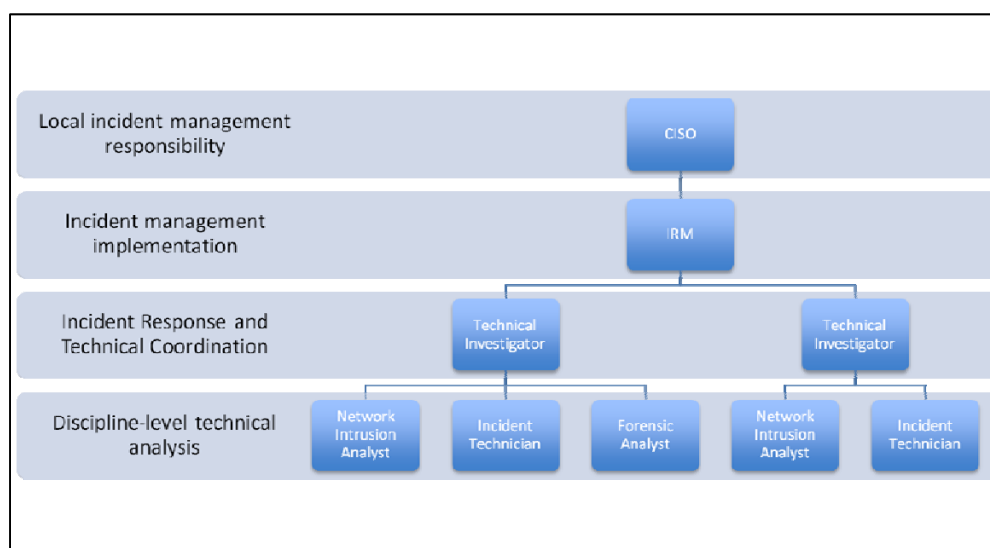 Local incident management
responsibility
CISO
Incident management
implementation
IRM
Incident Response and
Technical Coordination
Technical
Investigator
Technical
Investigator
Discipline-level technical
analysis
Network
Intrusion
Analyst
Incident
Technician
Forensic
Analyst
Network
Intrusion
Analyst
Incident
Technician